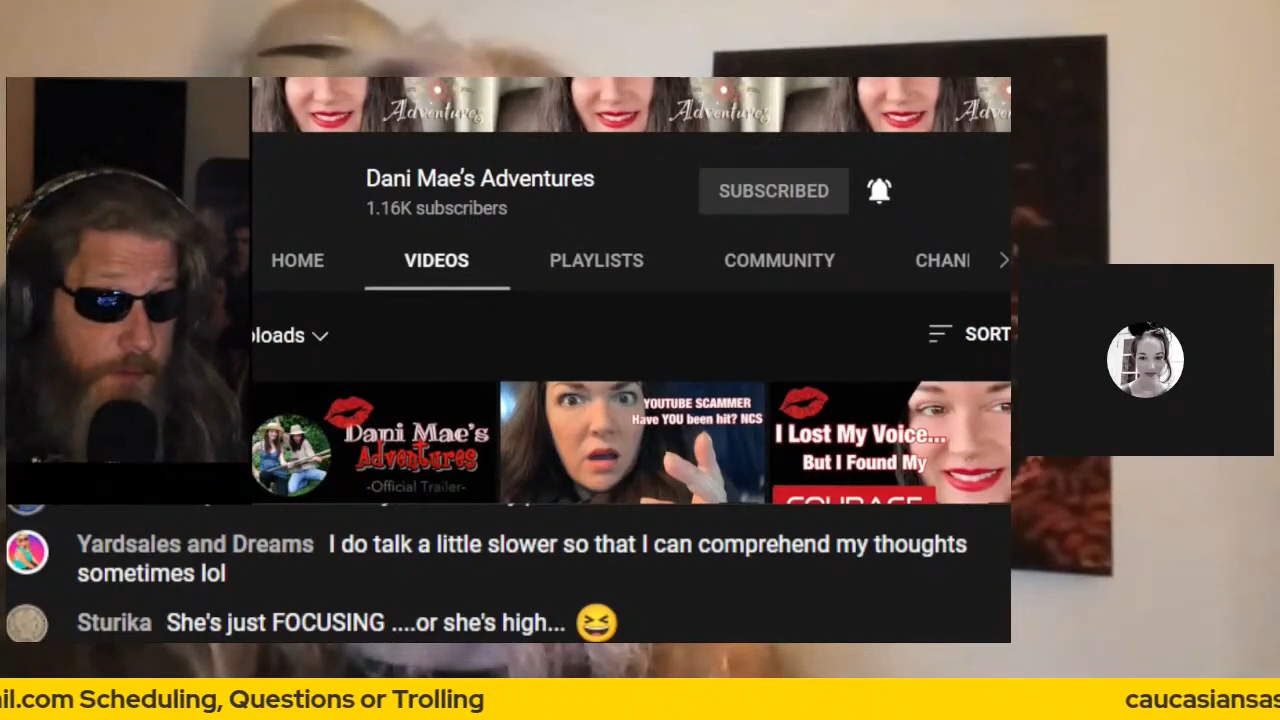 Adventures Adventures
Dani Mae's Adventures
1.16K subscribers
SUBSCRIBED
HOME VIDEOS PLAYLISTS COMMUNITY CHAN
loads
SORT
Dani Mae's
Adventures
-Official Trailer-
YOUTUBE SCAMMER
Have YOU been hit? NCS
I Lost My Voice...
But I Found My
COURAGE
Yardsales and Dreams I do talk a little slower so that I can comprehend my thoughts
sometimes lol
Sturika She's just FOCUSING ....or she's high...
ail.com Scheduling, Questions or Trolling caucasiansas